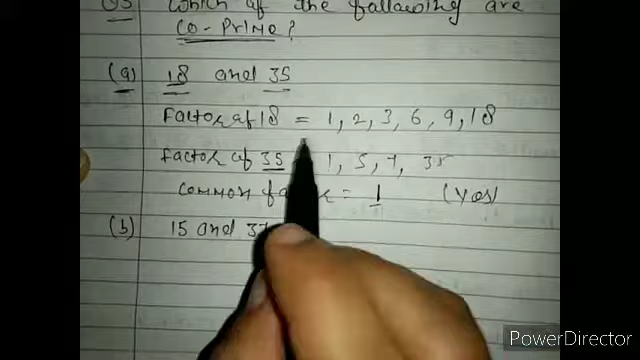 Q3 Which of the following are
Co-Prime?
(a) 18 and 35
Factor of 18 = 1, 2, 3, 6, 9, 18
Factor of 35 1, 5, 7, 35
Common = 1 (Yes)
(b) 15 and
PowerDirector